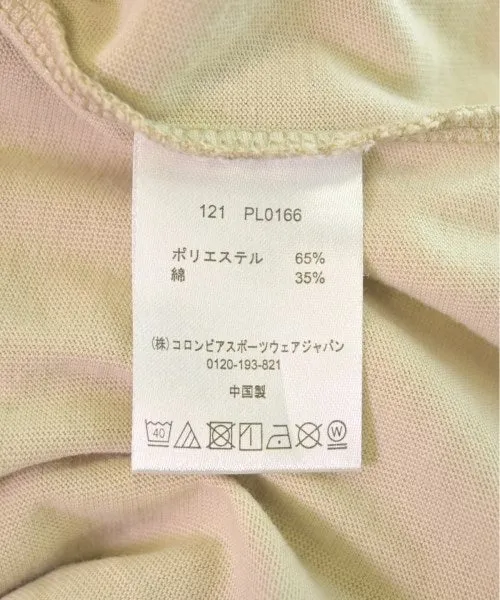 121 PL0166
ポリエステル 65%
綿 35%
(株)コロンビアスポーツウェアジャパン
0120-193-821
中国製
40 W